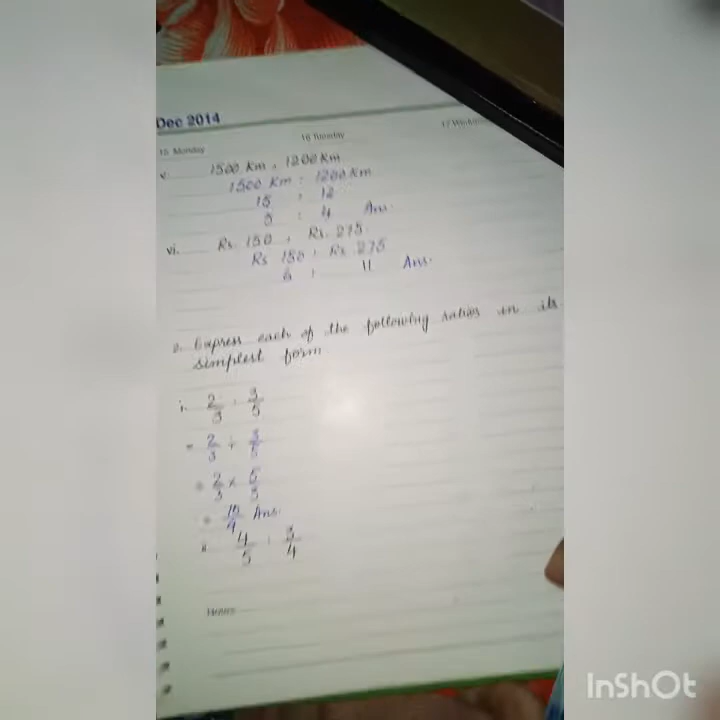 Dec 2014
15 Monday 16 Tuesday 17
v. 1500 Km , 1200 Km
1500 Km : 1200 Km
15 : 12
5 : 4 Ans.
vi. Rs. 150 , Rs. 275
Rs 150 : Rs 275
6 : 11 Ans.
2. Express each of the following ratios in its
simplest form
i. 2/3 : 3/5
= 2/3 ÷ 3/5
= 2/3 × 5/3
= 10/9 Ans.
ii 4/5 : 3/4
Notes
InShOt